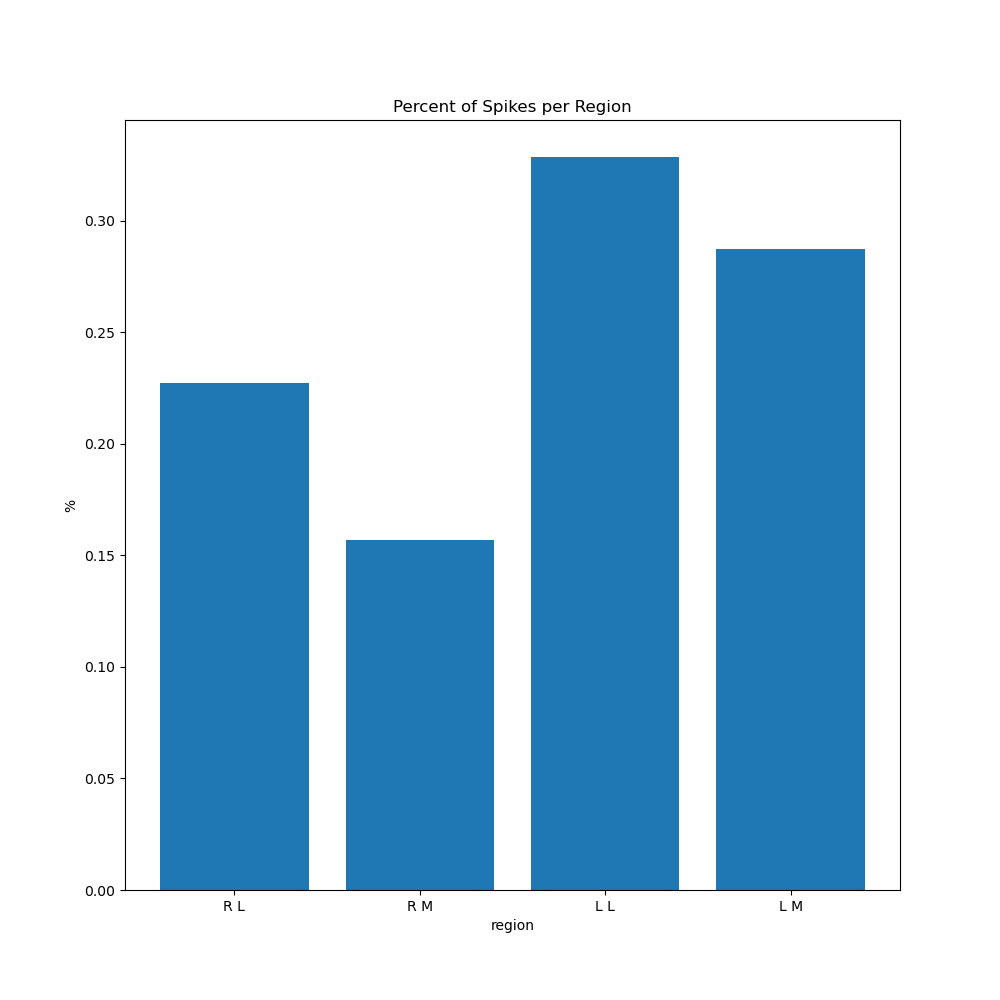 Percent of Spikes per Region
%
0.30
0.25
0.20
0.15
0.10
0.05
0.00
R L
R M
L L
L M
region